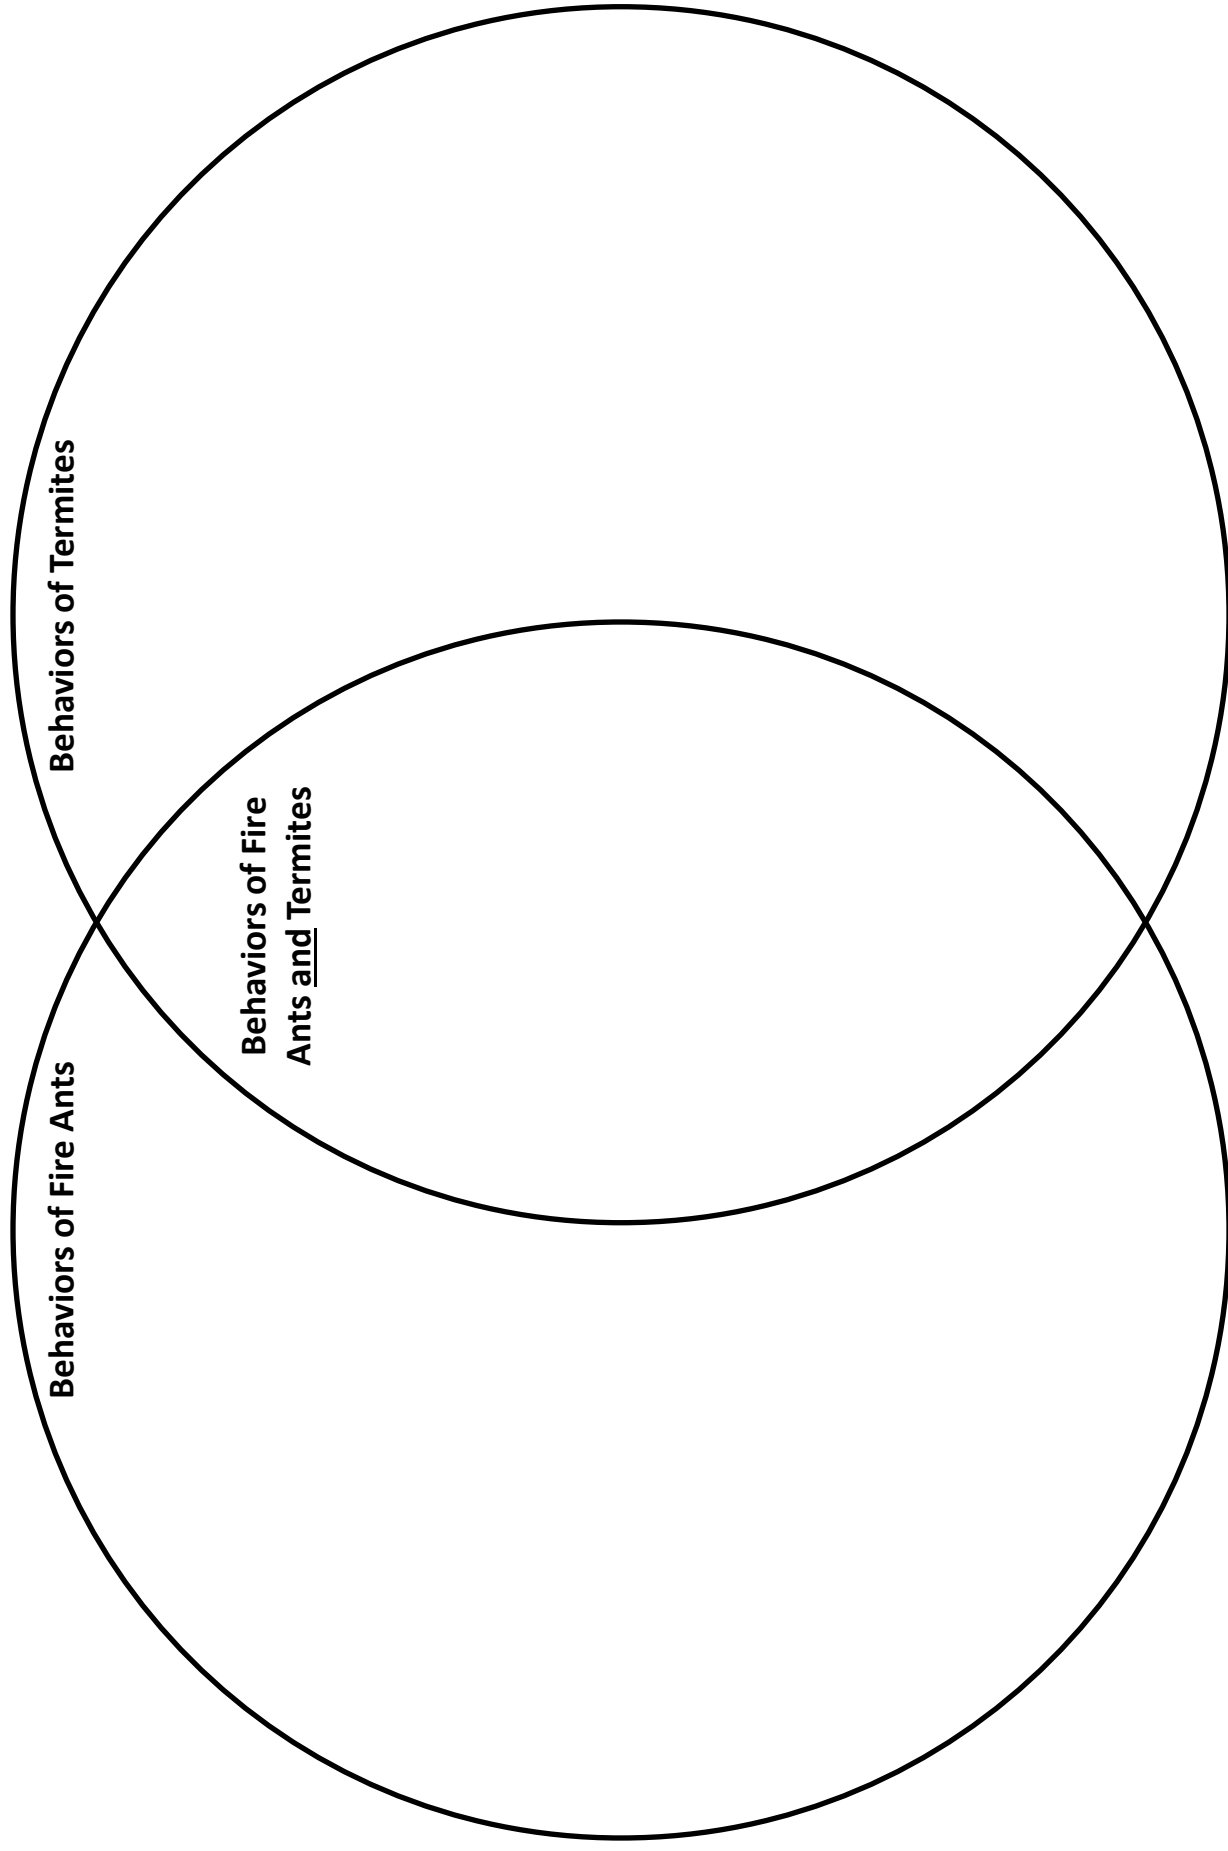 Behaviors of Fire Ants
Behaviors of Termites
Behaviors of Fire
Ants and Termites